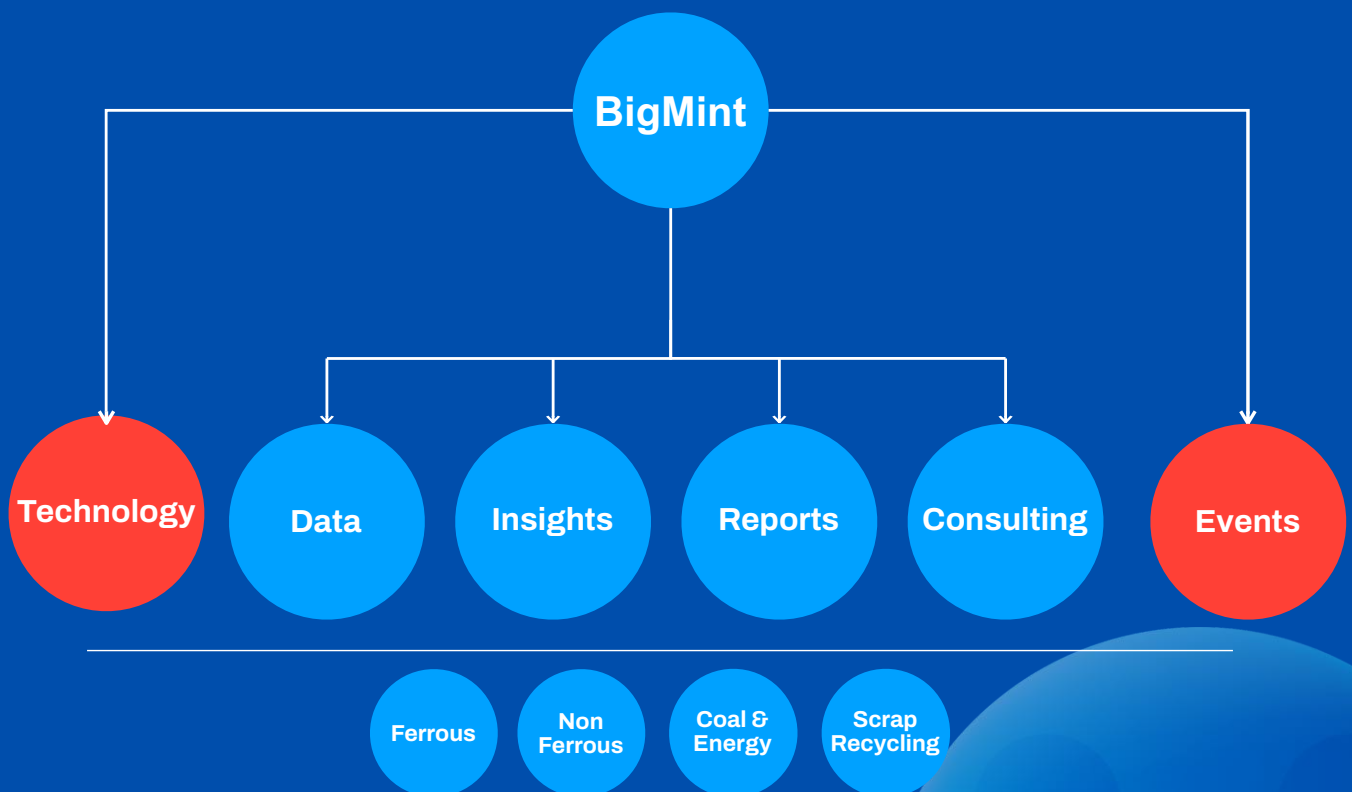 BigMint
Technology
Data
Insights
Reports
Consulting
Events
Ferrous
Non
Ferrous
Coal &
Energy
Scrap
Recycling